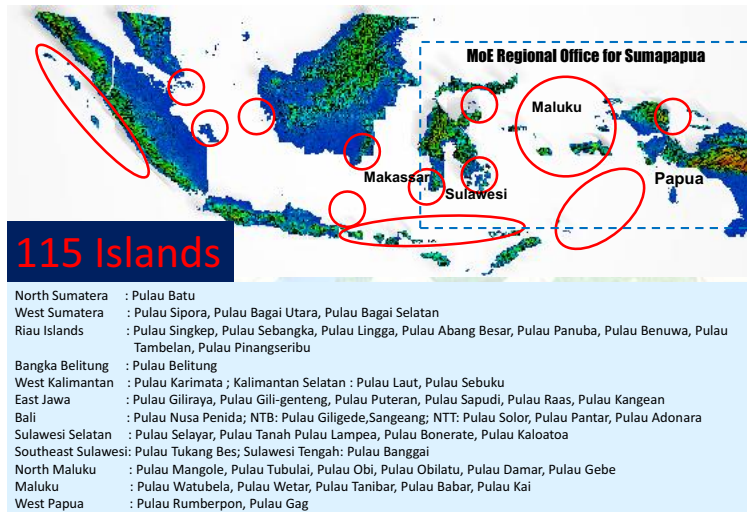 MoE Regional Office for Sumapapua
Maluku
Makassar
Sulawesi
Papua
115 Islands
North Sumatera : Pulau Batu
West Sumatera : Pulau Sipora, Pulau Bagai Utara, Pulau Bagai Selatan
Riau Islands : Pulau Singkep, Pulau Sebangka, Pulau Lingga, Pulau Abang Besar, Pulau Panuba, Pulau Benuwa, Pulau
Tambelan, Pulau Pinangseribu
Bangka Belitung : Pulau Belitung
West Kalimantan : Pulau Karimata ; Kalimantan Selatan : Pulau Laut, Pulau Sebuku
East Jawa : Pulau Giliraya, Pulau Gili-genteng, Pulau Puteran, Pulau Sapudi, Pulau Raas, Pulau Kangean
Bali : Pulau Nusa Penida; NTB: Pulau Giligede,Sangeang; NTT: Pulau Solor, Pulau Pantar, Pulau Adonara
Sulawesi Selatan : Pulau Selayar, Pulau Tanah Pulau Lampea, Pulau Bonerate, Pulau Kaloatoa
Southeast Sulawesi: Pulau Tukang Bes; Sulawesi Tengah: Pulau Banggai
North Maluku : Pulau Mangole, Pulau Tubulai, Pulau Obi, Pulau Obilatu, Pulau Damar, Pulau Gebe
Maluku : Pulau Watubela, Pulau Wetar, Pulau Tanibar, Pulau Babar, Pulau Kai
West Papua : Pulau Rumberpon, Pulau Gag